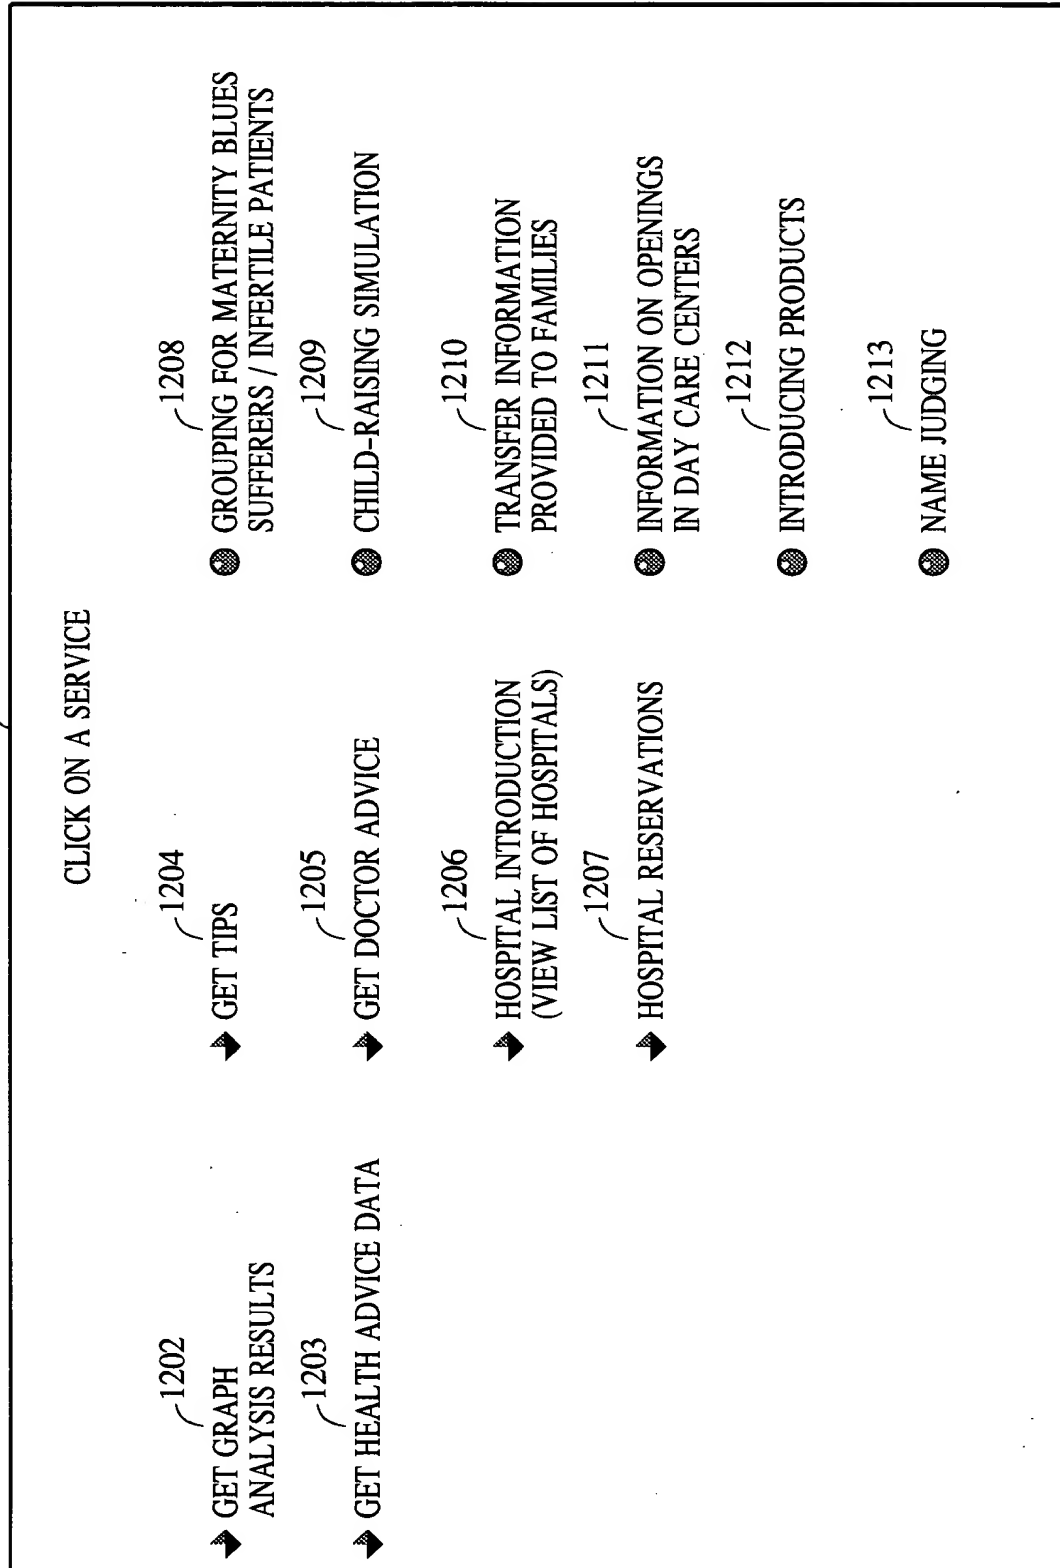 CLICK ON A SERVICE
1202
GET GRAPH
ANALYSIS RESULTS
1203
GET HEALTH ADVICE DATA
1204
GET TIPS
1205
GET DOCTOR ADVICE
1206
HOSPITAL INTRODUCTION
(VIEW LIST OF HOSPITALS)
1207
HOSPITAL RESERVATIONS
1208
GROUPING FOR MATERNITY BLUES
SUFFERERS / INFERTILE PATIENTS
1209
CHILD-RAISING SIMULATION
1210
TRANSFER INFORMATION
PROVIDED TO FAMILIES
1211
INFORMATION ON OPENINGS
IN DAY CARE CENTERS
1212
INTRODUCING PRODUCTS
1213
NAME JUDGING